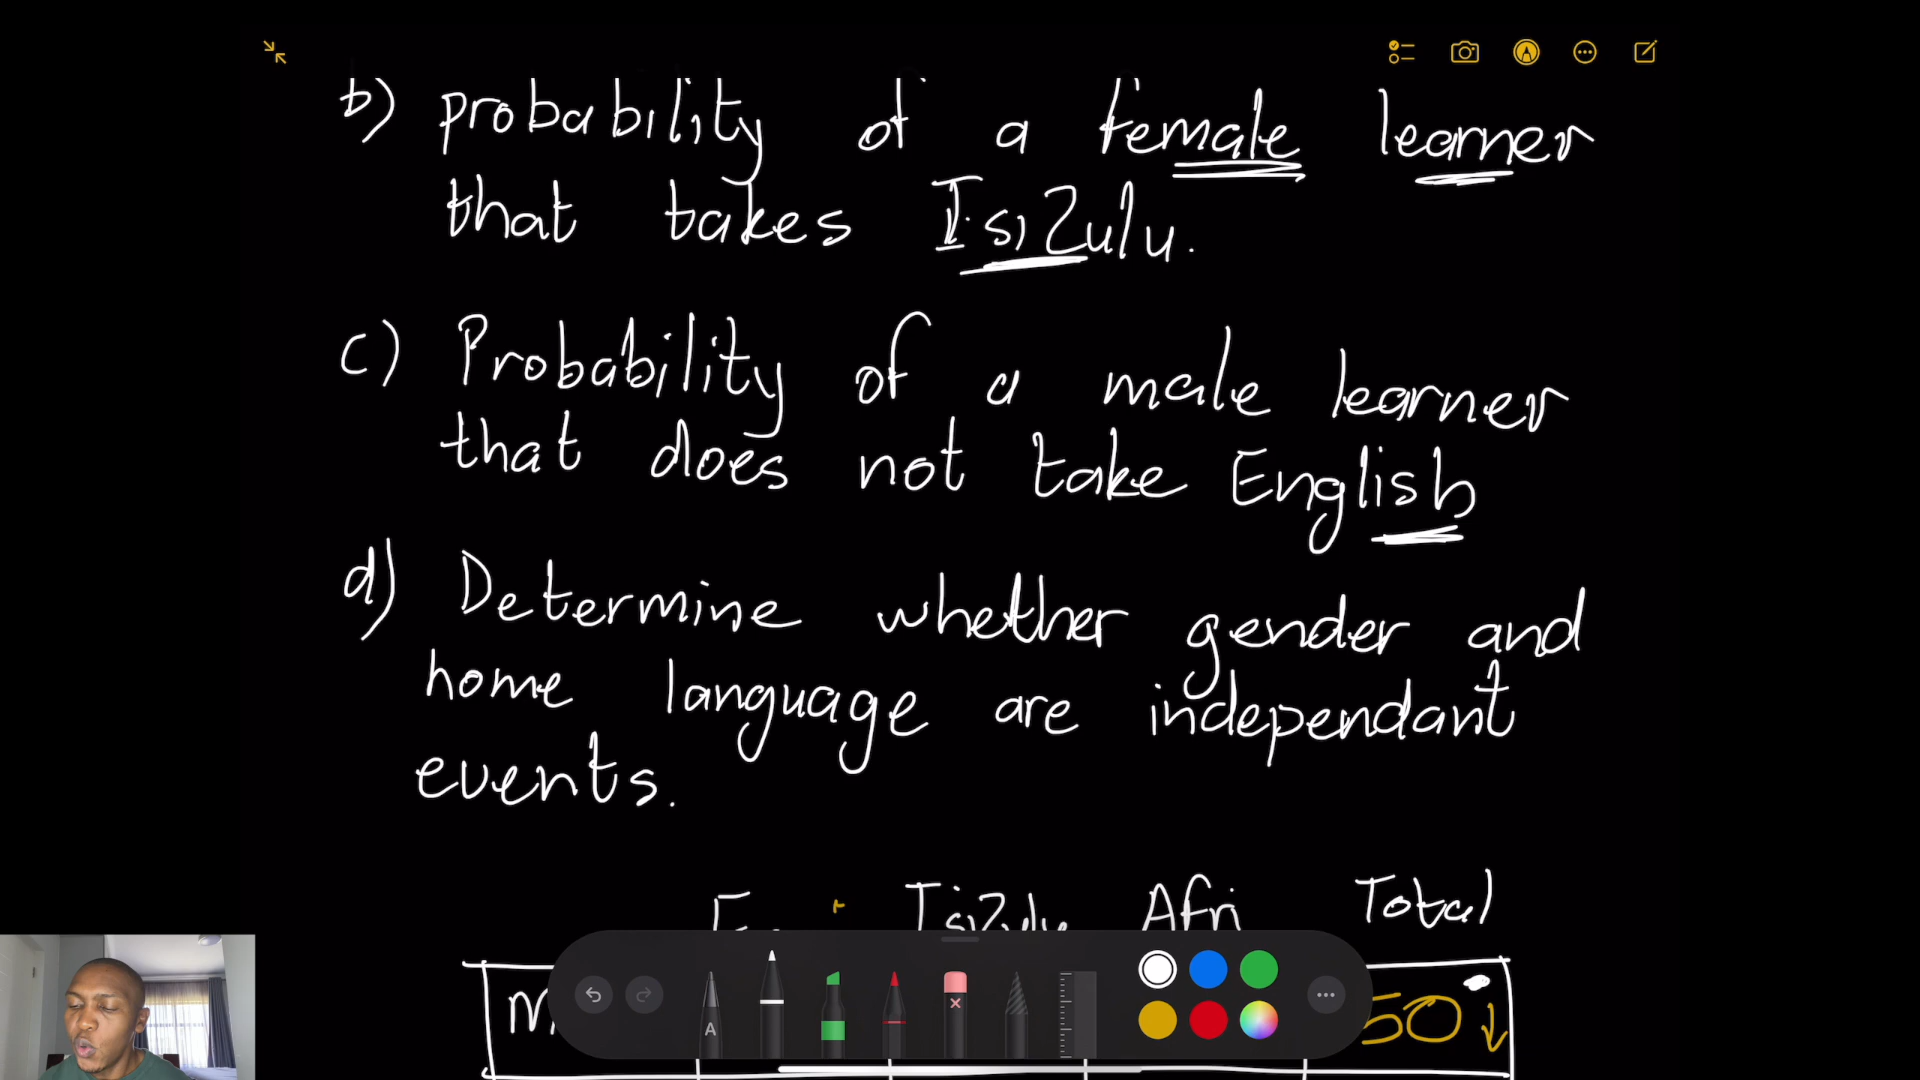 b) probability of a female learner
that takes IsiZulu.
c) Probability of a male learner
that does not take English
d) Determine whether gender and
home language are independant
events.
IsiZulu Afri Total
M 50 ↓
A